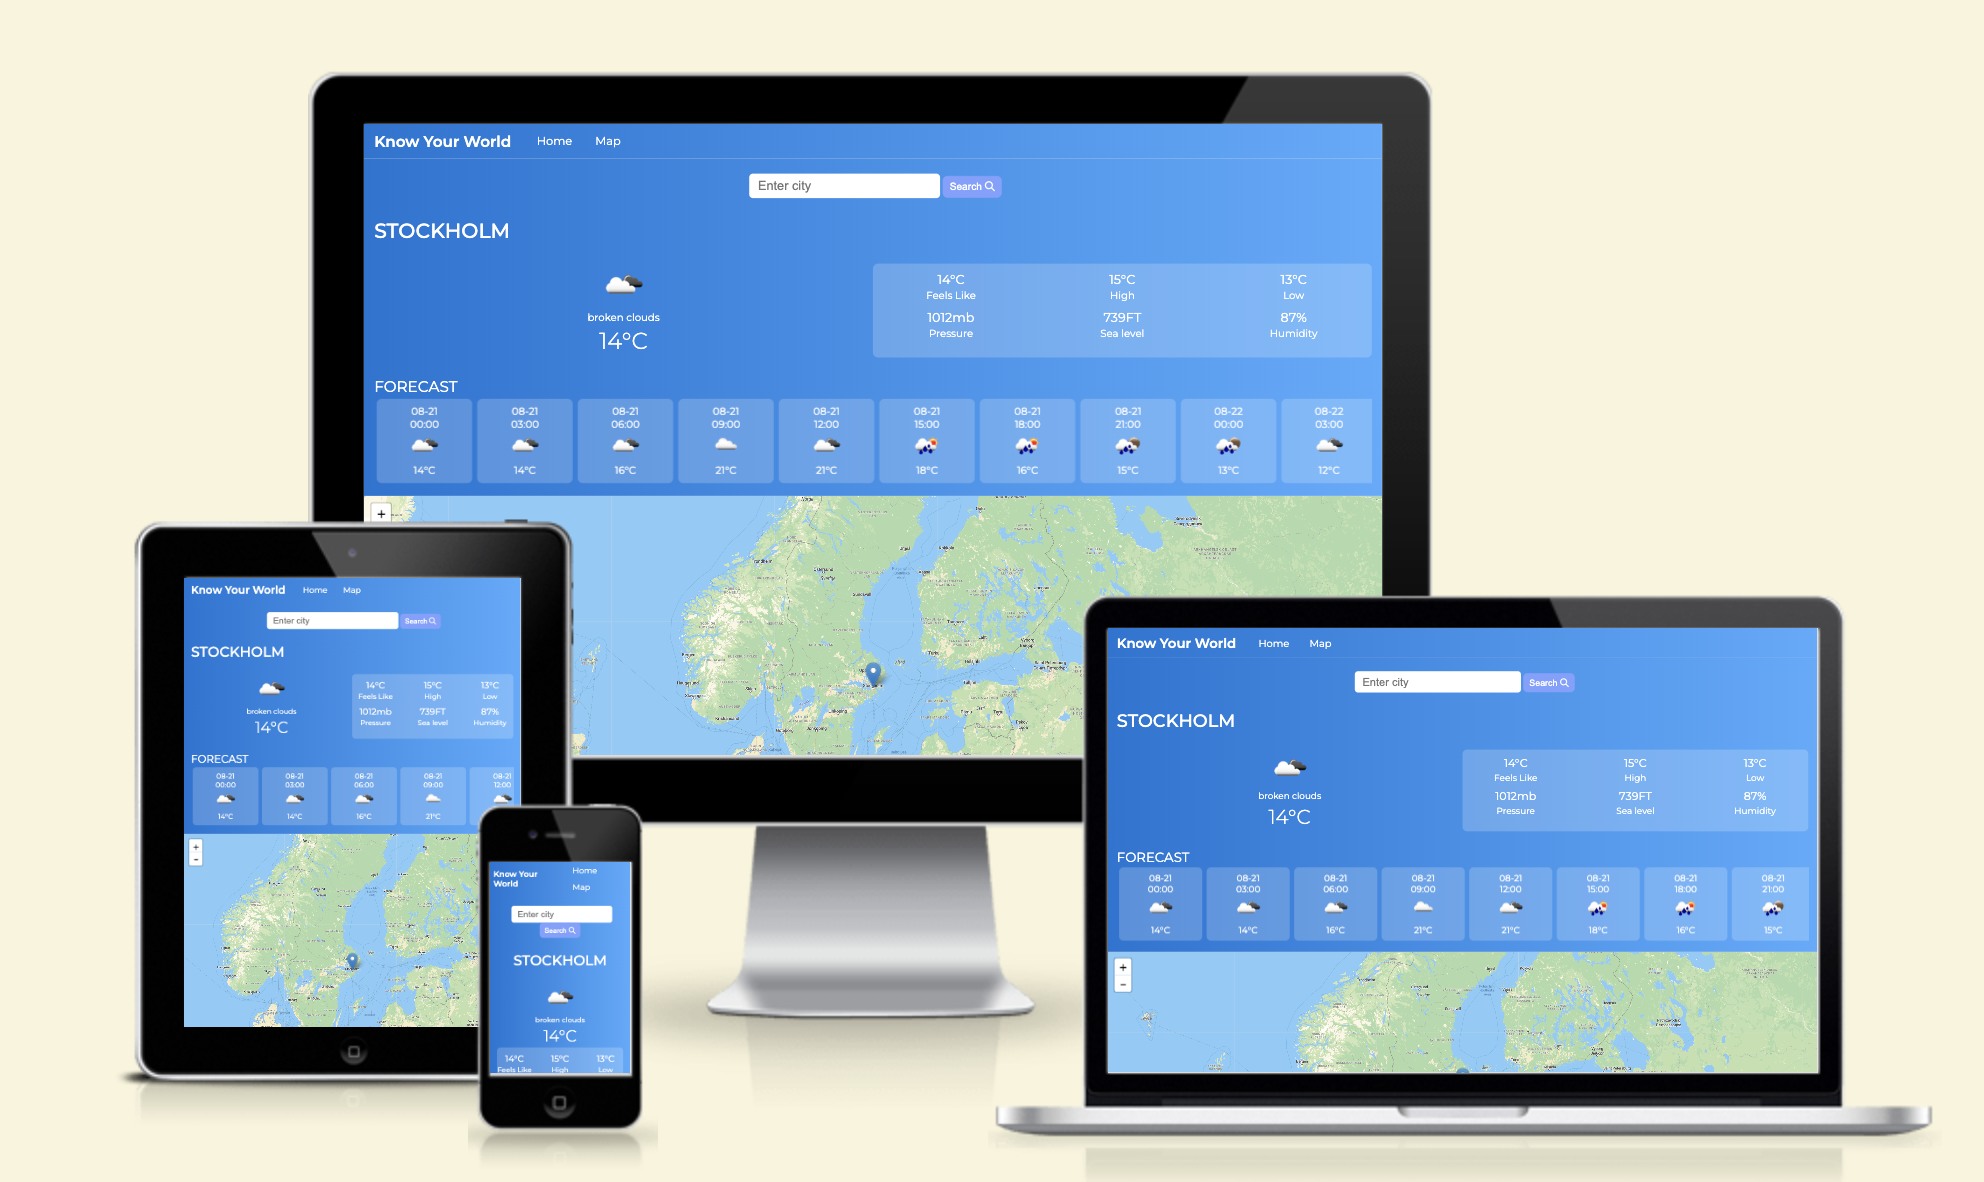 Know Your World Home Map
Enter city Search
STOCKHOLM
broken clouds
14°C
14°C 15°C 13°C
Feels Like High Low
1012mb 739FT 87%
Pressure Sea level Humidity
FORECAST
08-21 08-21 08-21 08-21 08-21 08-21 08-21 08-21 08-22 08-22
00:00 03:00 06:00 09:00 12:00 15:00 18:00 21:00 00:00 03:00
14°C 14°C 16°C 21°C 21°C 18°C 16°C 15°C 13°C 12°C
+
Know Your World Home Map
Enter city Search
STOCKHOLM
broken clouds
14°C
14°C 15°C 13°C
Feels Like High Low
1012mb 739FT 87%
Pressure Sea level Humidity
FORECAST
08-21 08-21 08-21 08-21 08-21
00:00 03:00 06:00 09:00 12:00
14°C 14°C 16°C 21°C
+
-
Know Your
World
Home
Map
Enter city
Search
STOCKHOLM
broken clouds
14°C
14°C 15°C 13°C
Feels Like High Low
Know Your World Home Map
Enter city Search
STOCKHOLM
broken clouds
14°C
14°C 15°C 13°C
Feels Like High Low
1012mb 739FT 87%
Pressure Sea level Humidity
FORECAST
08-21 08-21 08-21 08-21 08-21 08-21 08-21 08-21
00:00 03:00 06:00 09:00 12:00 15:00 18:00 21:00
14°C 14°C 16°C 21°C 21°C 18°C 16°C 15°C
+
-